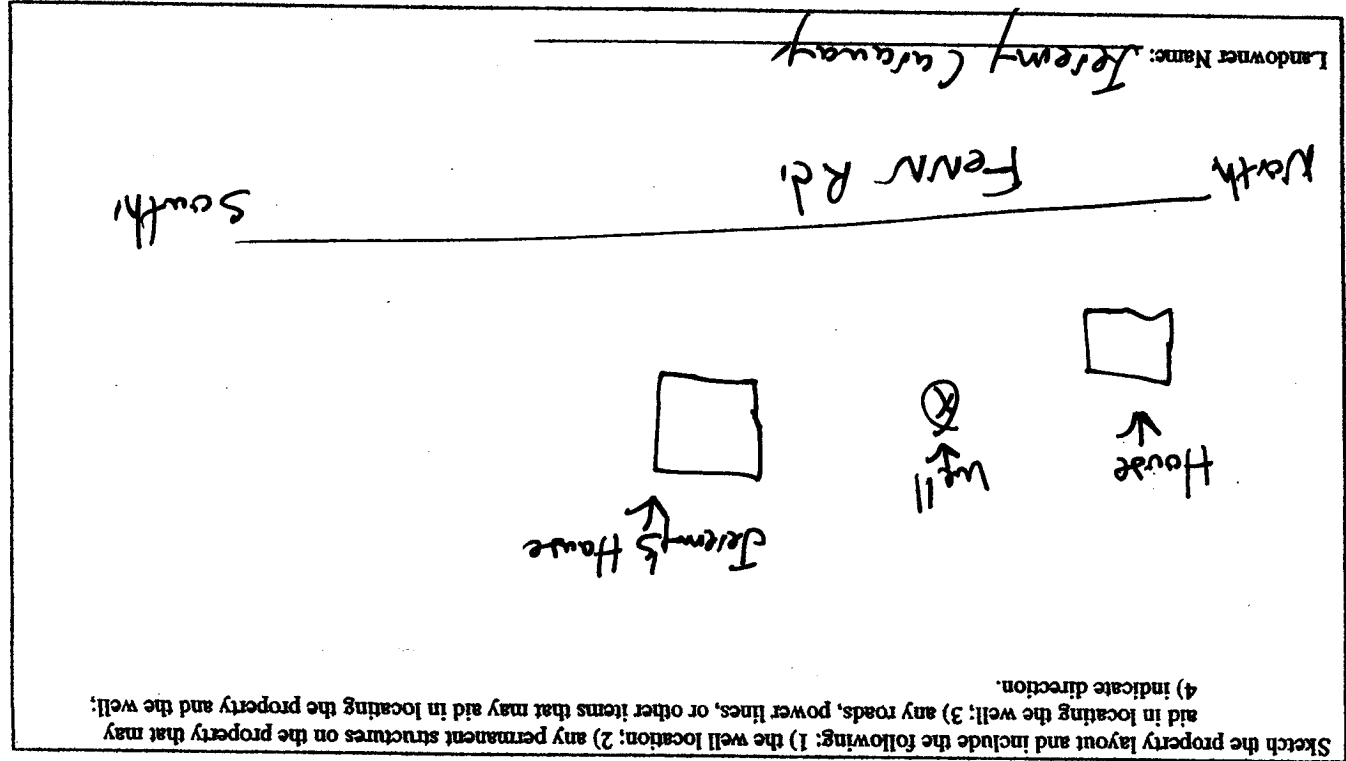 Sketch the property layout and include the following: 1) the well location; 2) any permanent structures on the property that may
aid in locating the well; 3) any roads, power lines, or other items that may aid in locating the property and the well;
4) indicate direction.
Jeremy's House
House
Well
South
North
Fenn Rd.
Landowner Name: Jeremy Caraway